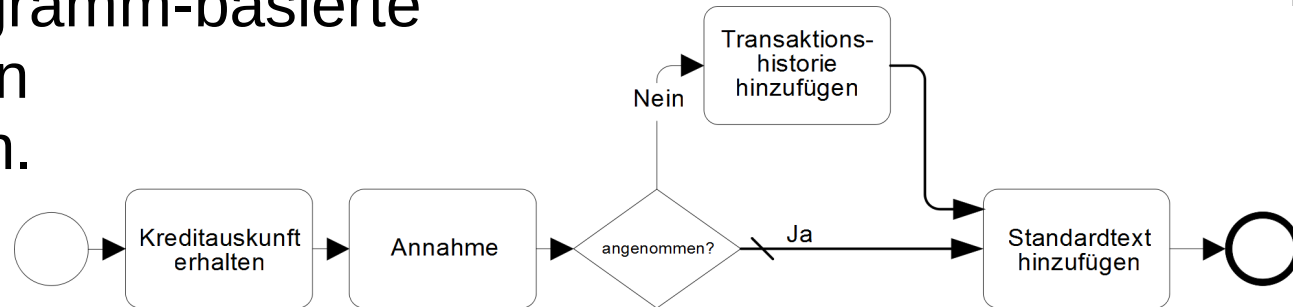 gramm-basierte
n
n.
Transaktions-
historie
hinzufügen
Nein
Kreditauskunft
erhalten
Annahme
angenommen?
Ja
Standardtext
hinzufügen